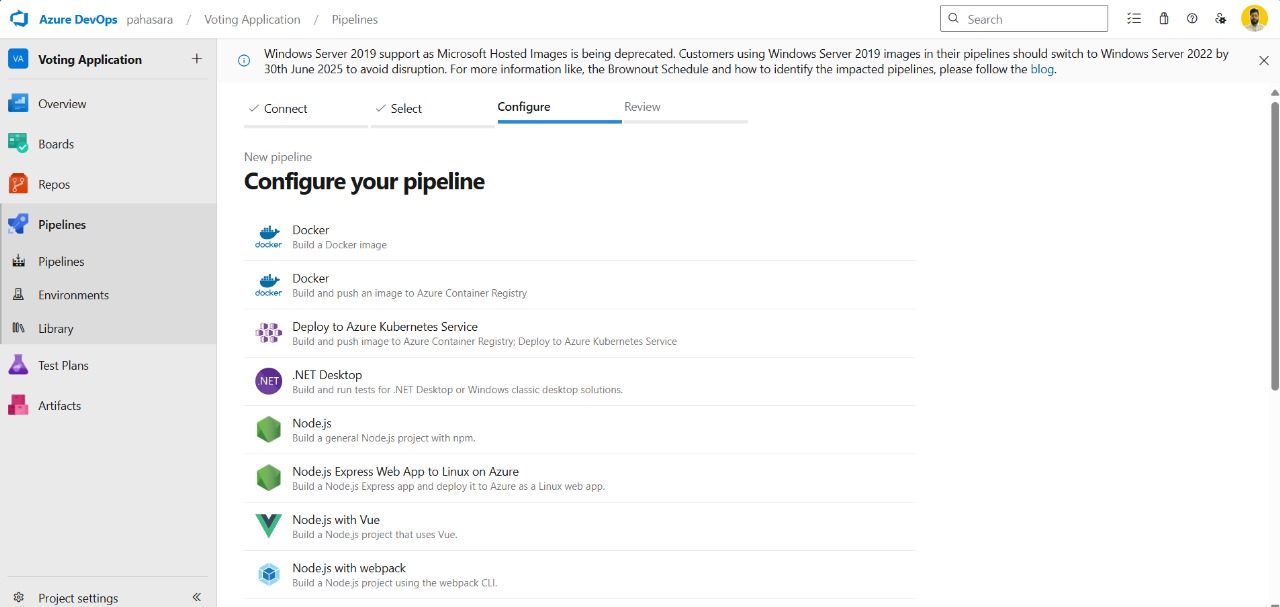 Azure DevOps pahasara / Voting Application / Pipelines
Search
VA Voting Application
Overview
Boards
Repos
Pipelines
Pipelines
Environments
Library
Test Plans
Artifacts
Project settings
Windows Server 2019 support as Microsoft Hosted Images is being deprecated. Customers using Windows Server 2019 images in their pipelines should switch to Windows Server 2022 by
30th June 2025 to avoid disruption. For more information like, the Brownout Schedule and how to identify the impacted pipelines, please follow the blog.
Connect Select Configure Review
New pipeline
Configure your pipeline
docker
Docker
Build a Docker image
docker
Docker
Build and push an image to Azure Container Registry
Deploy to Azure Kubernetes Service
Build and push image to Azure Container Registry; Deploy to Azure Kubernetes Service
.NET
.NET Desktop
Build and run tests for .NET Desktop or Windows classic desktop solutions.
Node.js
Build a general Node.js project with npm.
Node.js Express Web App to Linux on Azure
Build a Node.js Express app and deploy it to Azure as a Linux web app.
Node.js with Vue
Build a Node.js project that uses Vue.
Node.js with webpack
Build a Node.js project using the webpack CLI.